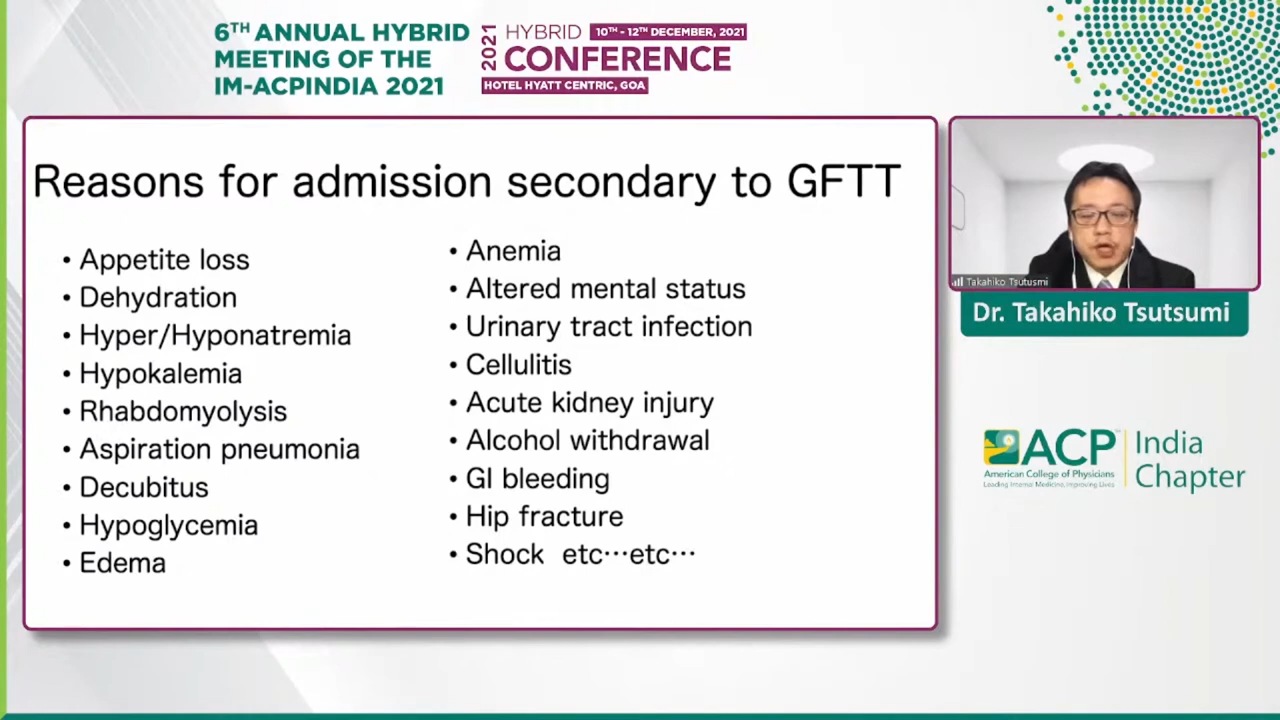 6TH ANNUAL HYBRID
MEETING OF THE
IM-ACPINDIA 2021
2021
HYBRID 10TH - 12TH DECEMBER, 2021
CONFERENCE
HOTEL HYATT CENTRIC, GOA
Reasons for admission secondary to GFTT
• Appetite loss
• Dehydration
• Hyper/Hyponatremia
• Hypokalemia
• Rhabdomyolysis
• Aspiration pneumonia
• Decubitus
• Hypoglycemia
• Edema
• Anemia
• Altered mental status
• Urinary tract infection
• Cellulitis
• Acute kidney injury
• Alcohol withdrawal
• GI bleeding
• Hip fracture
• Shock etc⋯etc⋯
Takahiko Tsutusmi
Dr. Takahiko Tsutsumi
ACP
American College of Physicians
Leading Internal Medicine, Improving Lives
India
Chapter